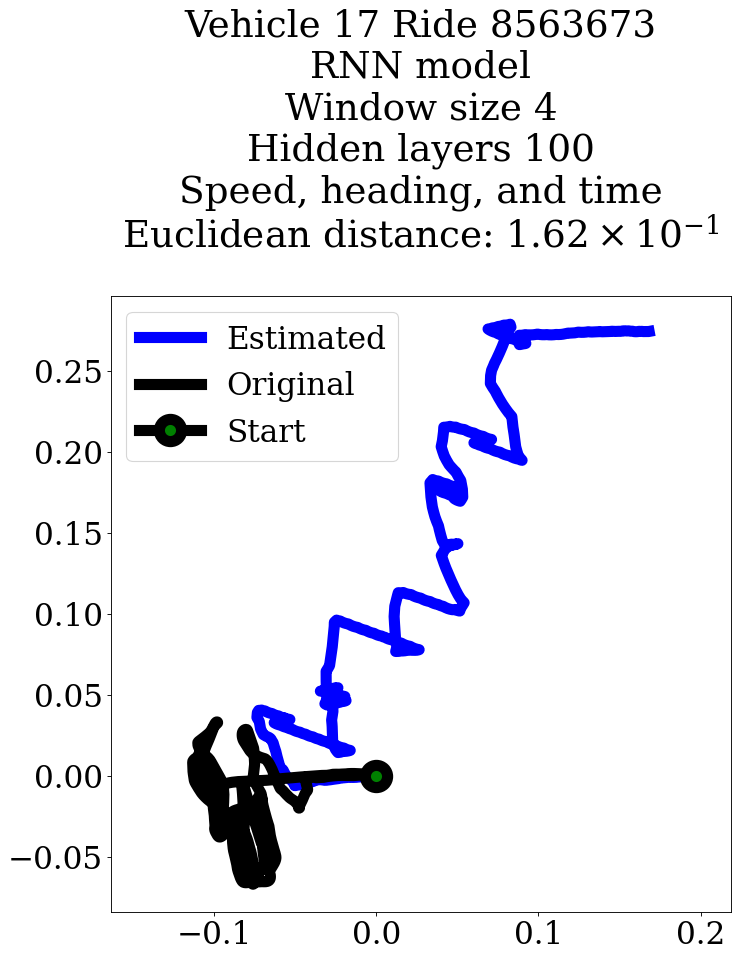 Vehicle 17 Ride 8563673
RNN model
Window size 4
Hidden layers 100
Speed, heading, and time
Euclidean distance: 1.62 × 10⁻¹
Estimated
Original
Start
0.25
0.20
0.15
0.10
0.05
0.00
−0.05
−0.1 0.0 0.1 0.2